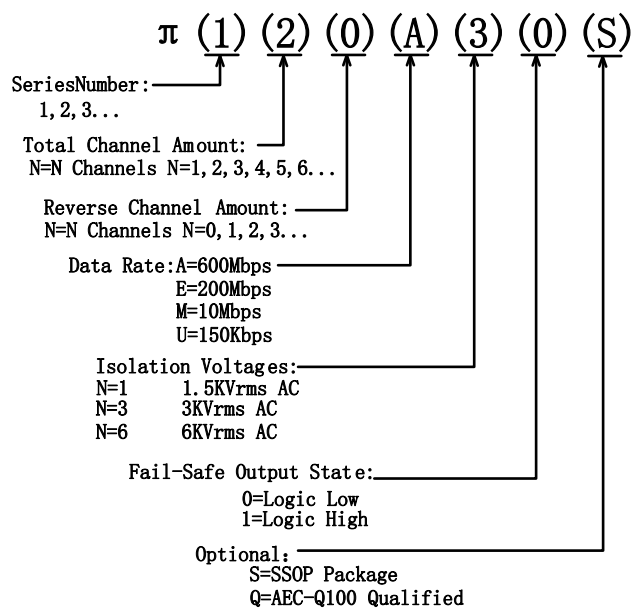 π(1)(2)(0)(A)(3)(0)(S)
SeriesNumber:
1,2,3...
Total Channel Amount:
N=N Channels N=1,2,3,4,5,6...
Reverse Channel Amount:
N=N Channels N=0,1,2,3...
Data Rate:A=600Mbps
E=200Mbps
M=10Mbps
U=150Kbps
Isolation Voltages:
N=1 1.5KVrms AC
N=3 3KVrms AC
N=6 6KVrms AC
Fail-Safe Output State:
0=Logic Low
1=Logic High
Optional:
S=SSOP Package
Q=AEC-Q100 Qualified